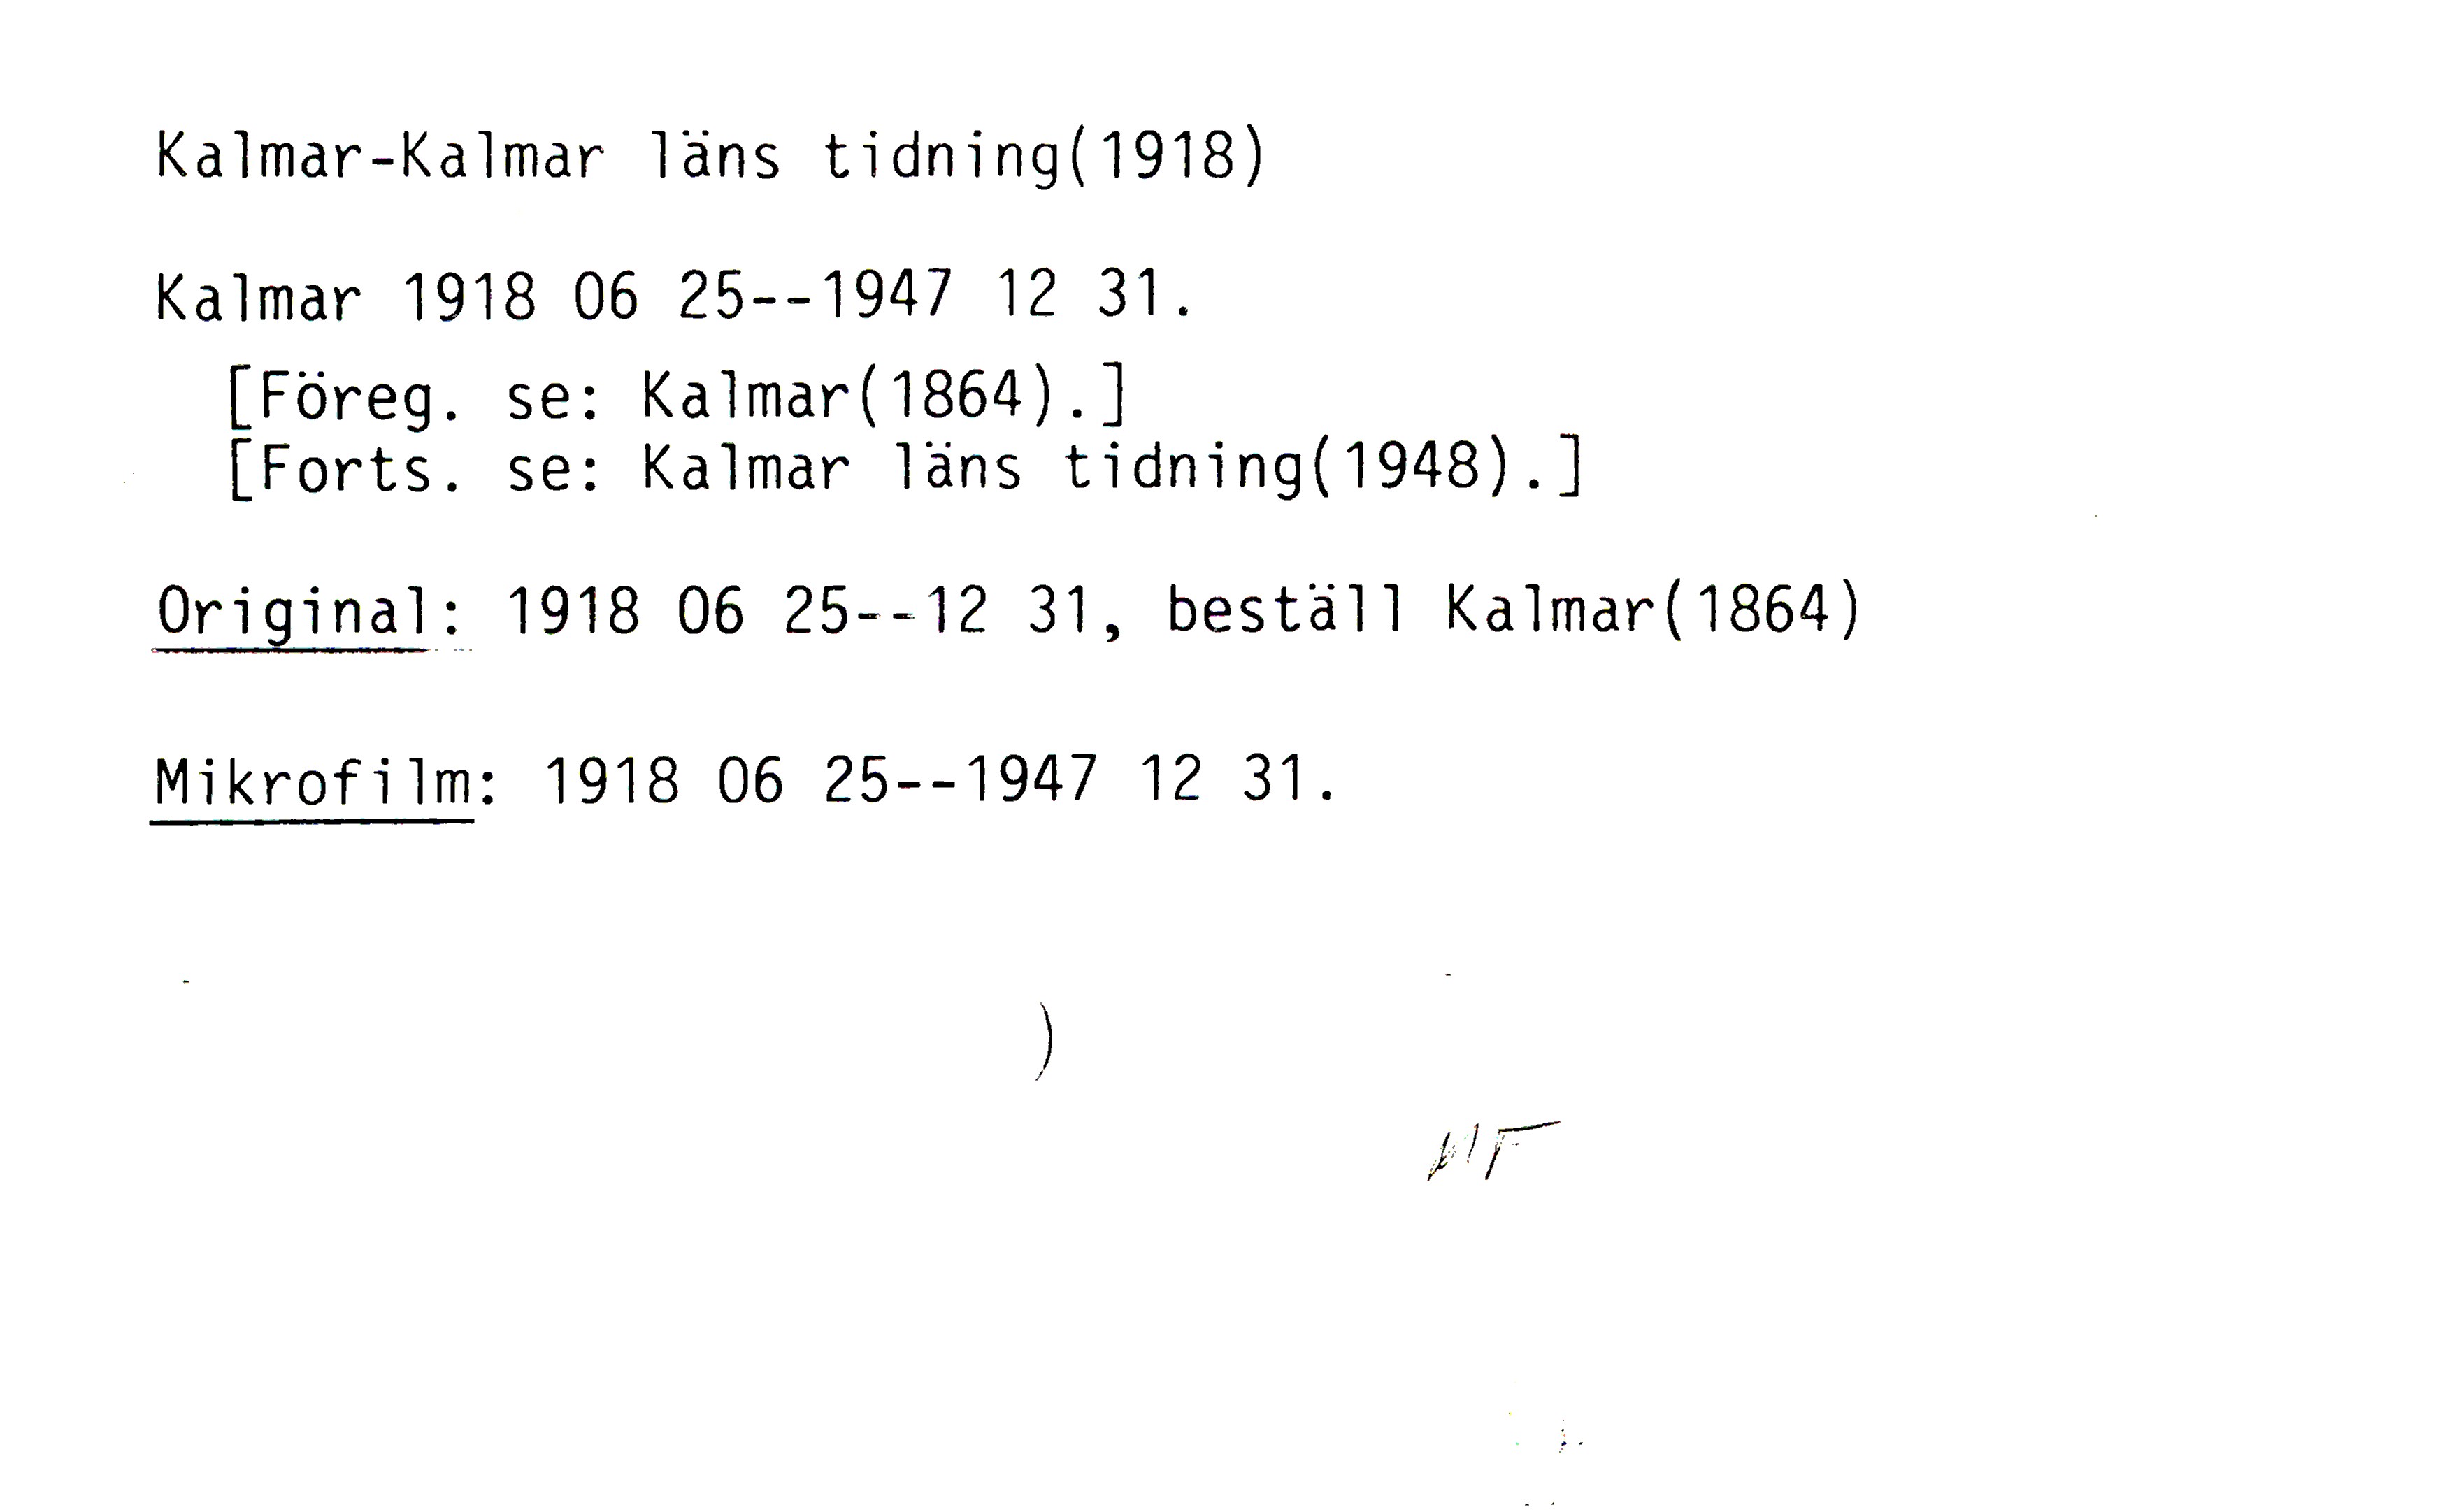 Kalmar-Kalmar läns tidning(1918)
Kalmar 1918 06 25--1947 12 31.
[Föreg. se: Kalmar(1864).]
[Forts. se: Kalmar läns tidning(1948).]
Original: 1918 06 25--12 31, beställ Kalmar(1864)
Mikrofilm: 1918 06 25--1947 12 31.